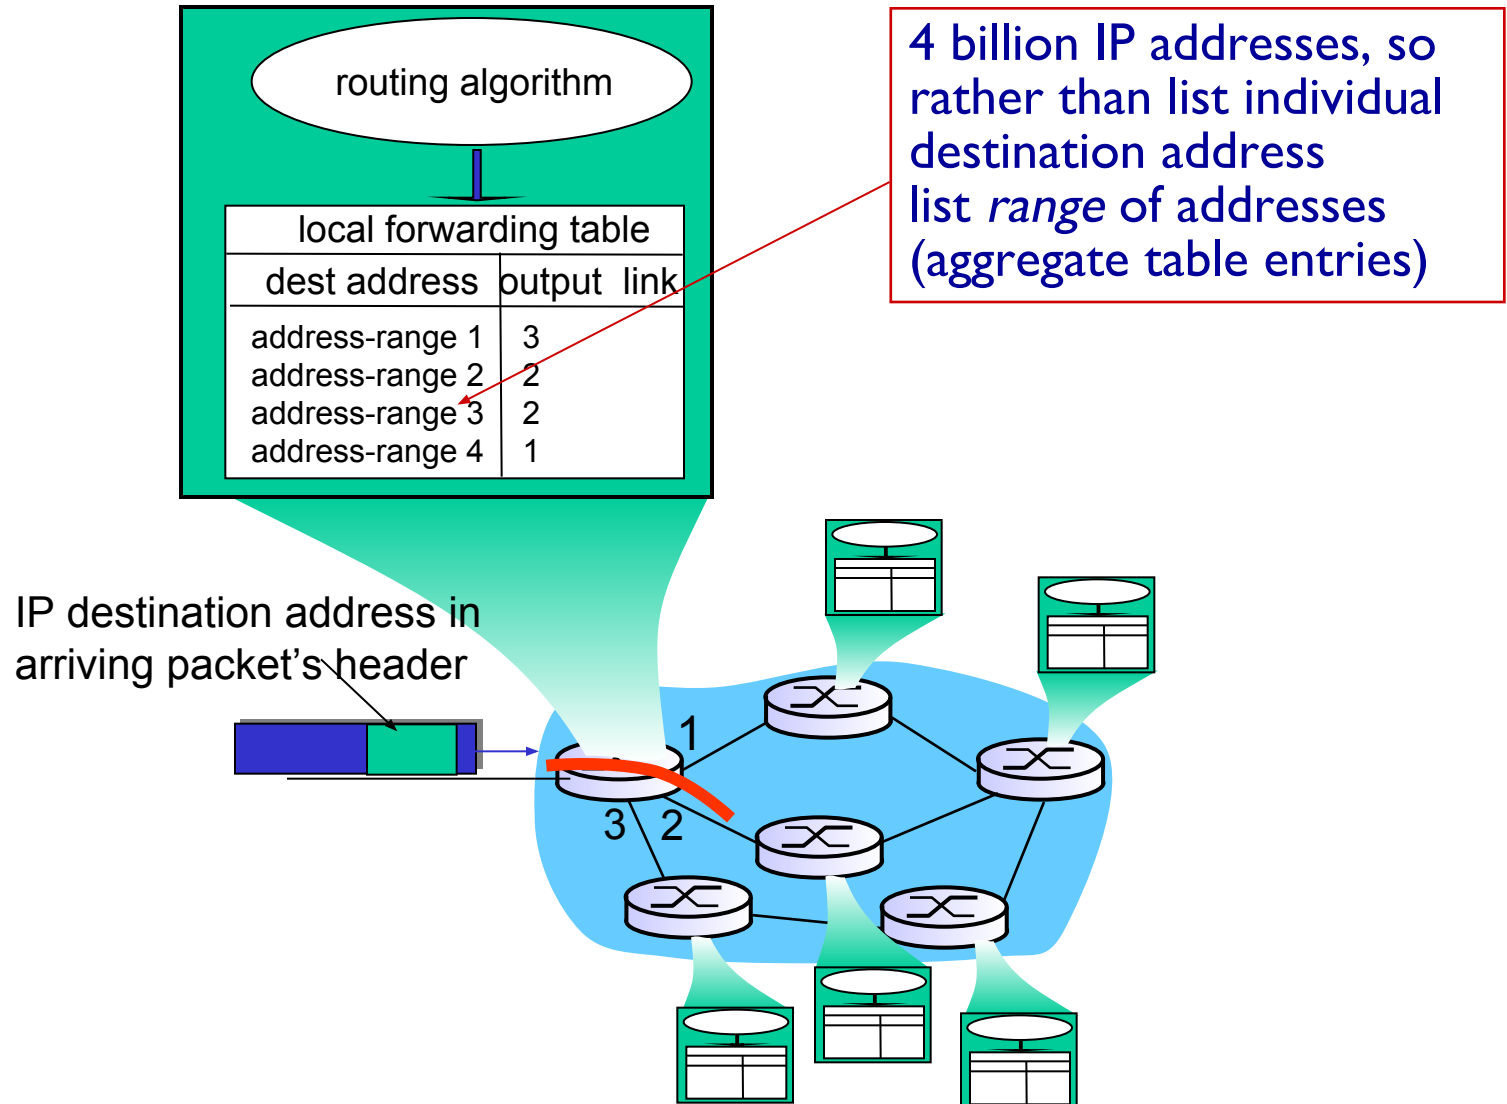 routing algorithm
local forwarding table
dest address output link
address-range 1 3
address-range 2 2
address-range 3 2
address-range 4 1
4 billion IP addresses, so
rather than list individual
destination address
list range of addresses
(aggregate table entries)
IP destination address in
arriving packet's header
1
3 2